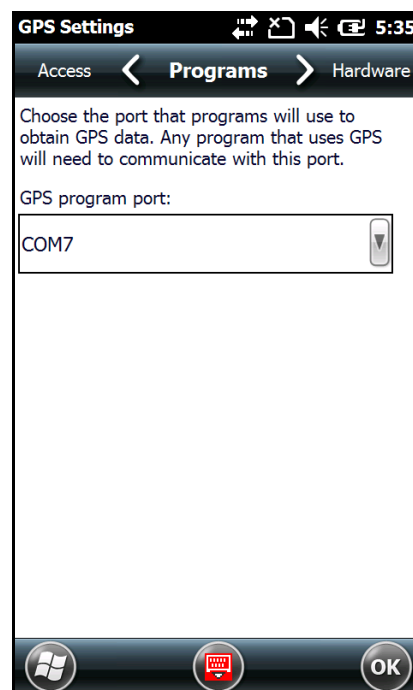 GPS Settings 5:35
Access Programs Hardware
Choose the port that programs will use to
obtain GPS data. Any program that uses GPS
will need to communicate with this port.
GPS program port:
COM7
OK